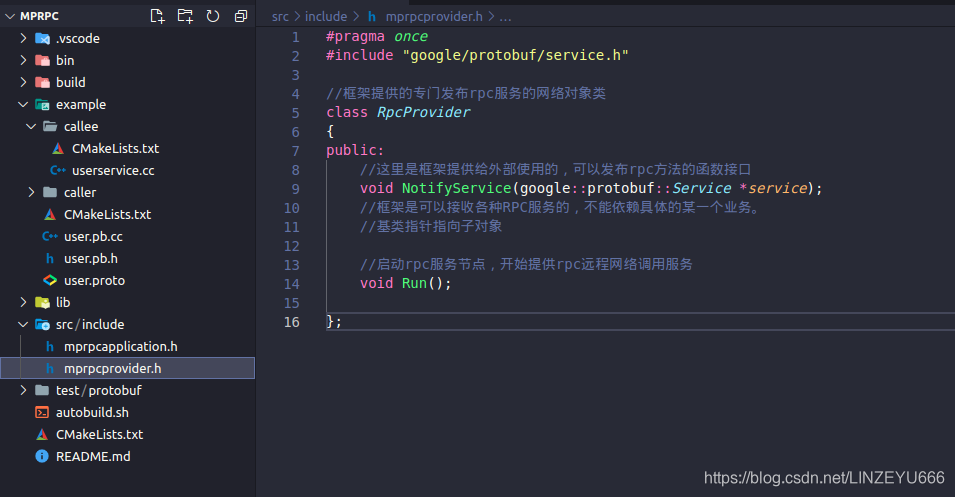 MPRPC
.vscode
bin
build
example
callee
CMakeLists.txt
userservice.cc
caller
CMakeLists.txt
user.pb.cc
user.pb.h
user.proto
lib
src/include
mprpcapplication.h
mprpcprovider.h
test/protobuf
autobuild.sh
CMakeLists.txt
README.md
src > include > h mprpcprovider.h > ...
1 #pragma once
2 #include "google/protobuf/service.h"
3
4 //框架提供的专门发布rpc服务的网络对象类
5 class RpcProvider
6 {
7 public:
8 //这里是框架提供给外部使用的，可以发布rpc方法的函数接口
9 void NotifyService(google::protobuf::Service *service);
10 //框架是可以接收各种RPC服务的，不能依赖具体的某一个业务。
11 //基类指针指向子对象
12
13 //启动rpc服务节点，开始提供rpc远程网络调用服务
14 void Run();
15
16 };
https://blog.csdn.net/LINZEYU666